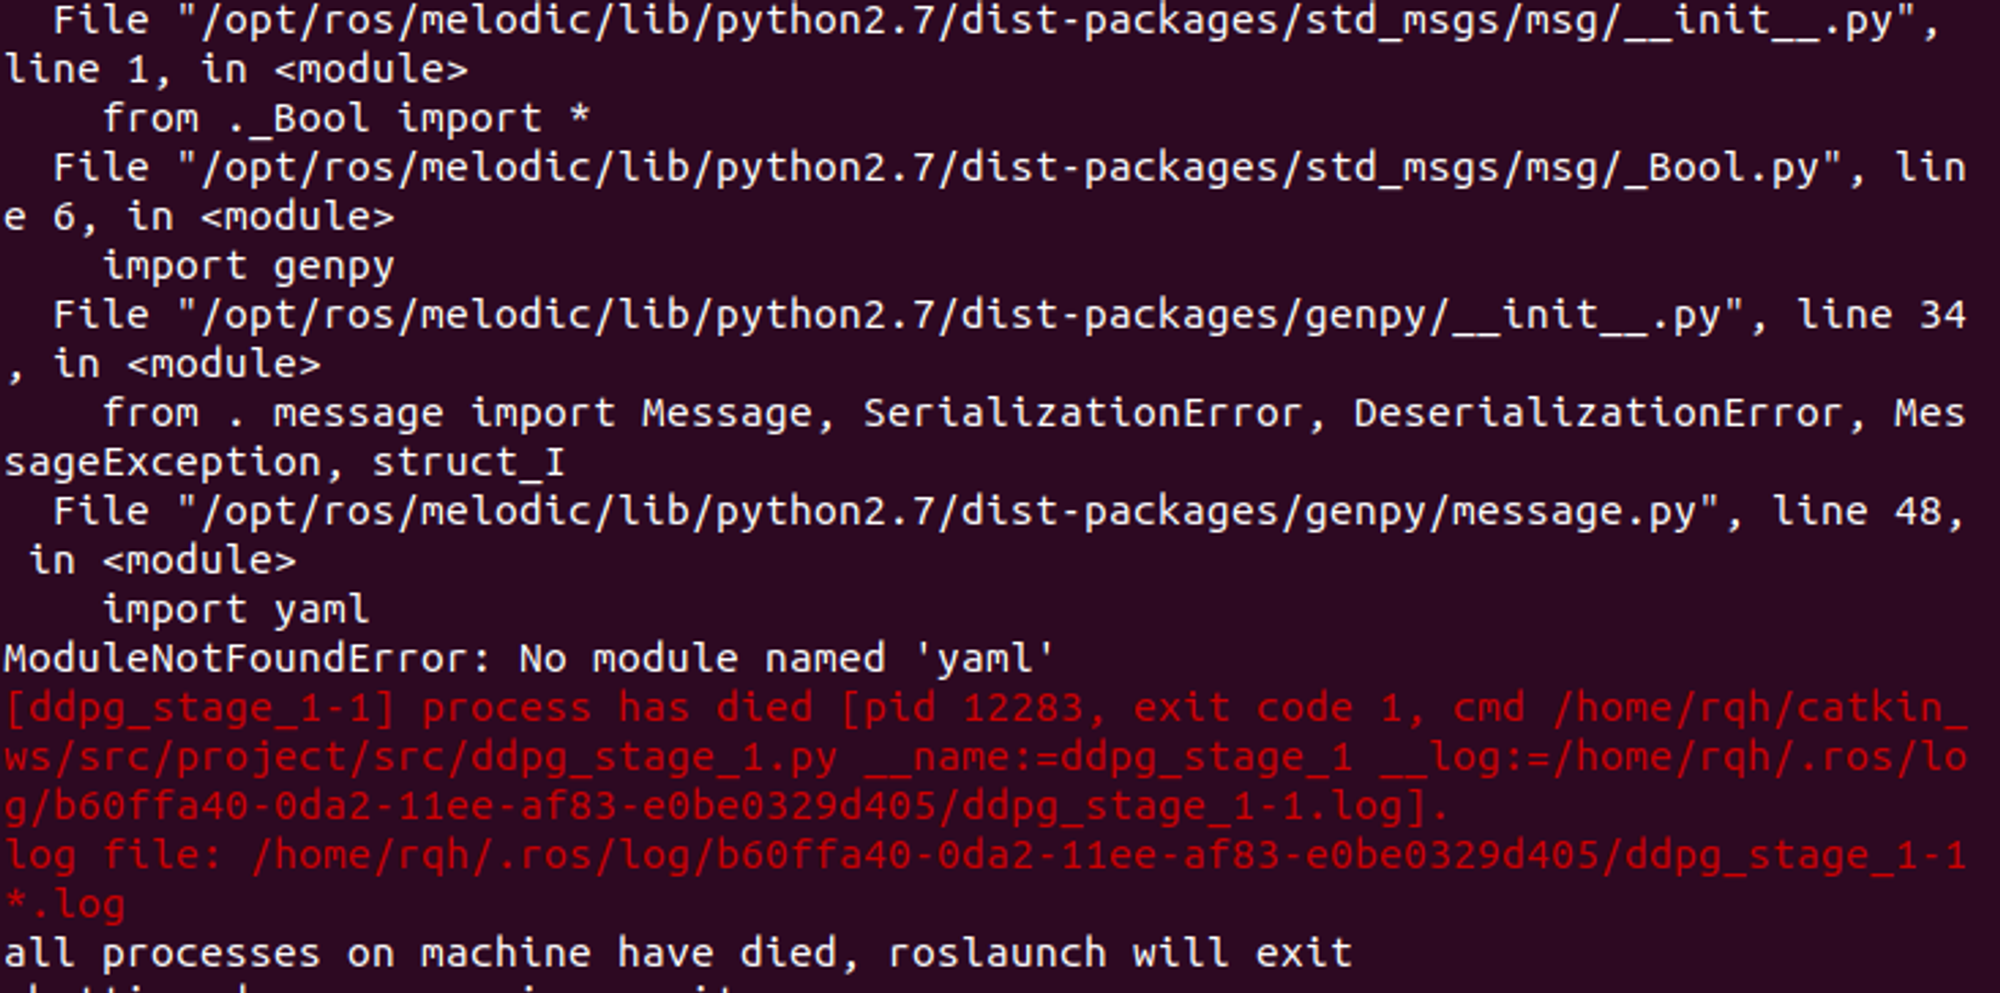 File "/opt/ros/melodic/lib/python2.7/dist-packages/std_msgs/msg/__init__.py",
line 1, in <module>
from ._Bool import *
File "/opt/ros/melodic/lib/python2.7/dist-packages/std_msgs/msg/_Bool.py", lin
e 6, in <module>
import genpy
File "/opt/ros/melodic/lib/python2.7/dist-packages/genpy/__init__.py", line 34
, in <module>
from . message import Message, SerializationError, DeserializationError, Mes
sageException, struct_I
File "/opt/ros/melodic/lib/python2.7/dist-packages/genpy/message.py", line 48,
in <module>
import yaml
ModuleNotFoundError: No module named 'yaml'
[ddpg_stage_1-1] process has died [pid 12283, exit code 1, cmd /home/rqh/catkin_
ws/src/project/src/ddpg_stage_1.py __name:=ddpg_stage_1 __log:=/home/rqh/.ros/lo
g/b60ffa40-0da2-11ee-af83-e0be0329d405/ddpg_stage_1-1.log].
log file: /home/rqh/.ros/log/b60ffa40-0da2-11ee-af83-e0be0329d405/ddpg_stage_1-1
*.log
all processes on machine have died, roslaunch will exit